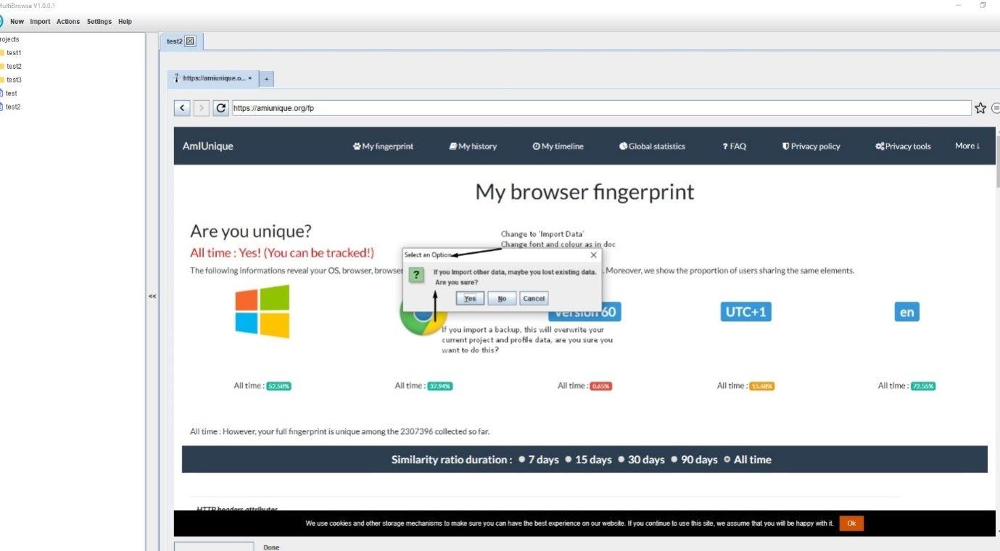 MultiBrowse V1.0.0.1
New Import Actions Settings Help
rojects
test1
test2
test3
test
test2
<<
test2
https://amiunique.o... × +
https://amiunique.org/fp
AmIUnique My fingerprint My history My timeline Global statistics ? FAQ Privacy policy Privacy tools More
My browser fingerprint
Are you unique?
All time : Yes! (You can be tracked!)
The following informations reveal your OS, browser, browser . Moreover, we show the proportion of users sharing the same elements.
Change to 'Import Data'
Change font and colour as in doc
Select an Option
If you Import other data, maybe you lost existing data.
Are you sure?
Yes No Cancel
Version 60 UTC+1 en
If you import a backup, this will overwrite your
current project and profile data, are you sure you
want to do this?
All time : 52.58% All time : 37.94% All time : 0.65% All time : 15.68% All time : 72.55%
All time : However, your full fingerprint is unique among the 2307396 collected so far.
Similarity ratio duration : 7 days 15 days 30 days 90 days All time
HTTP headers attributes
We use cookies and other storage mechanisms to make sure you can have the best experience on our website. If you continue to use this site, we assume that you will be happy with it. Ok
Done